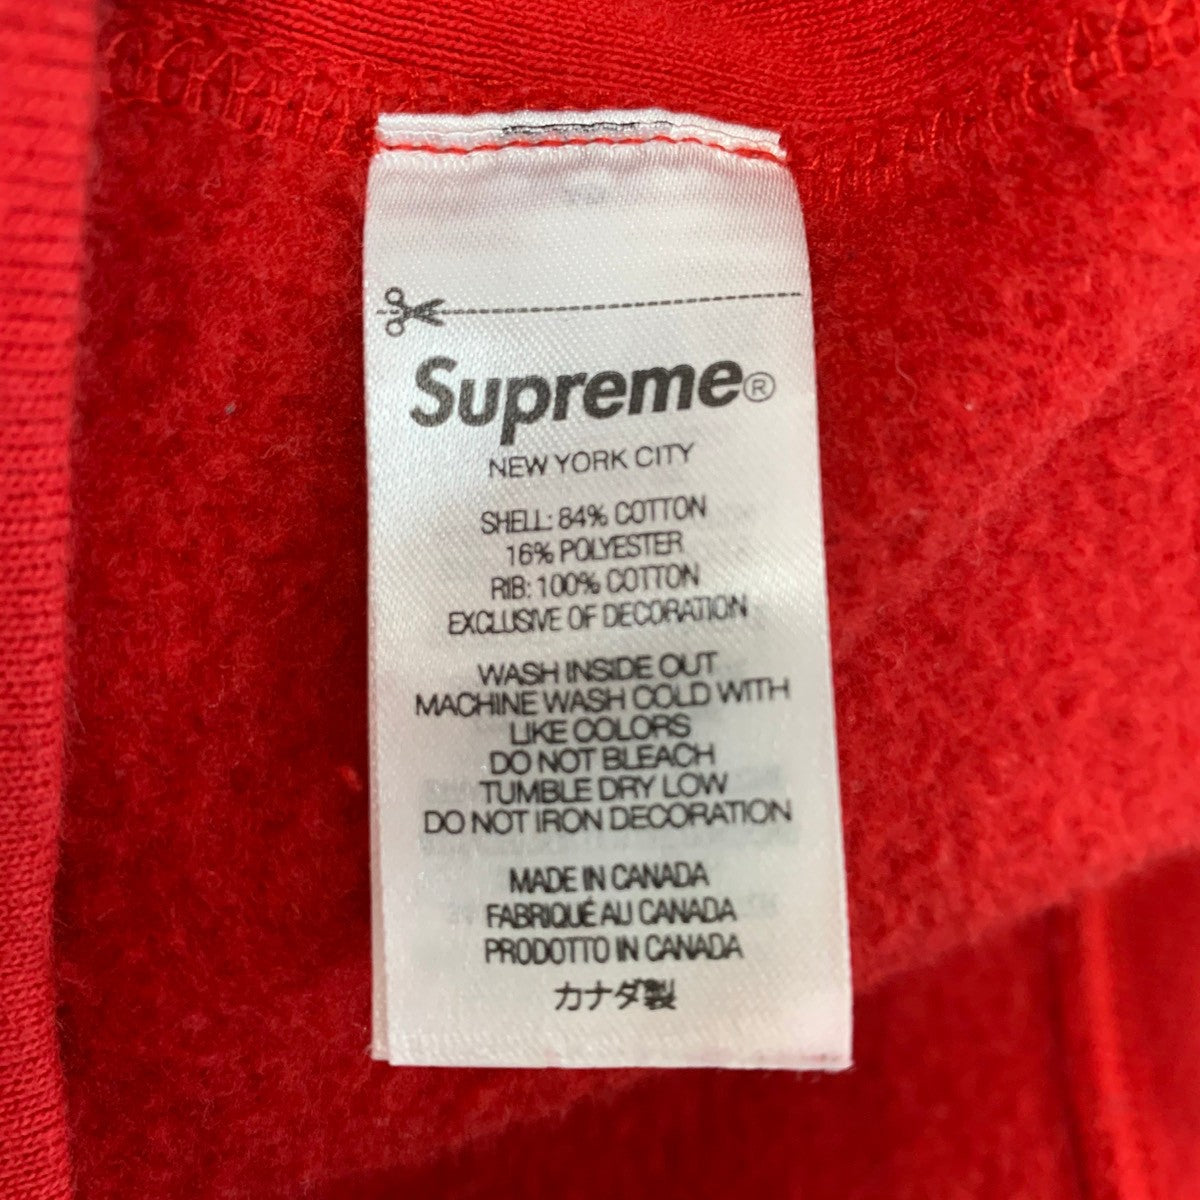 Supreme®
NEW YORK CITY
SHELL: 84% COTTON
16% POLYESTER
RIB: 100% COTTON
EXCLUSIVE OF DECORATION
WASH INSIDE OUT
MACHINE WASH COLD WITH
LIKE COLORS
DO NOT BLEACH
TUMBLE DRY LOW
DO NOT IRON DECORATION
MADE IN CANADA
FABRIQUÉ AU CANADA
PRODOTTO IN CANADA
カナダ製